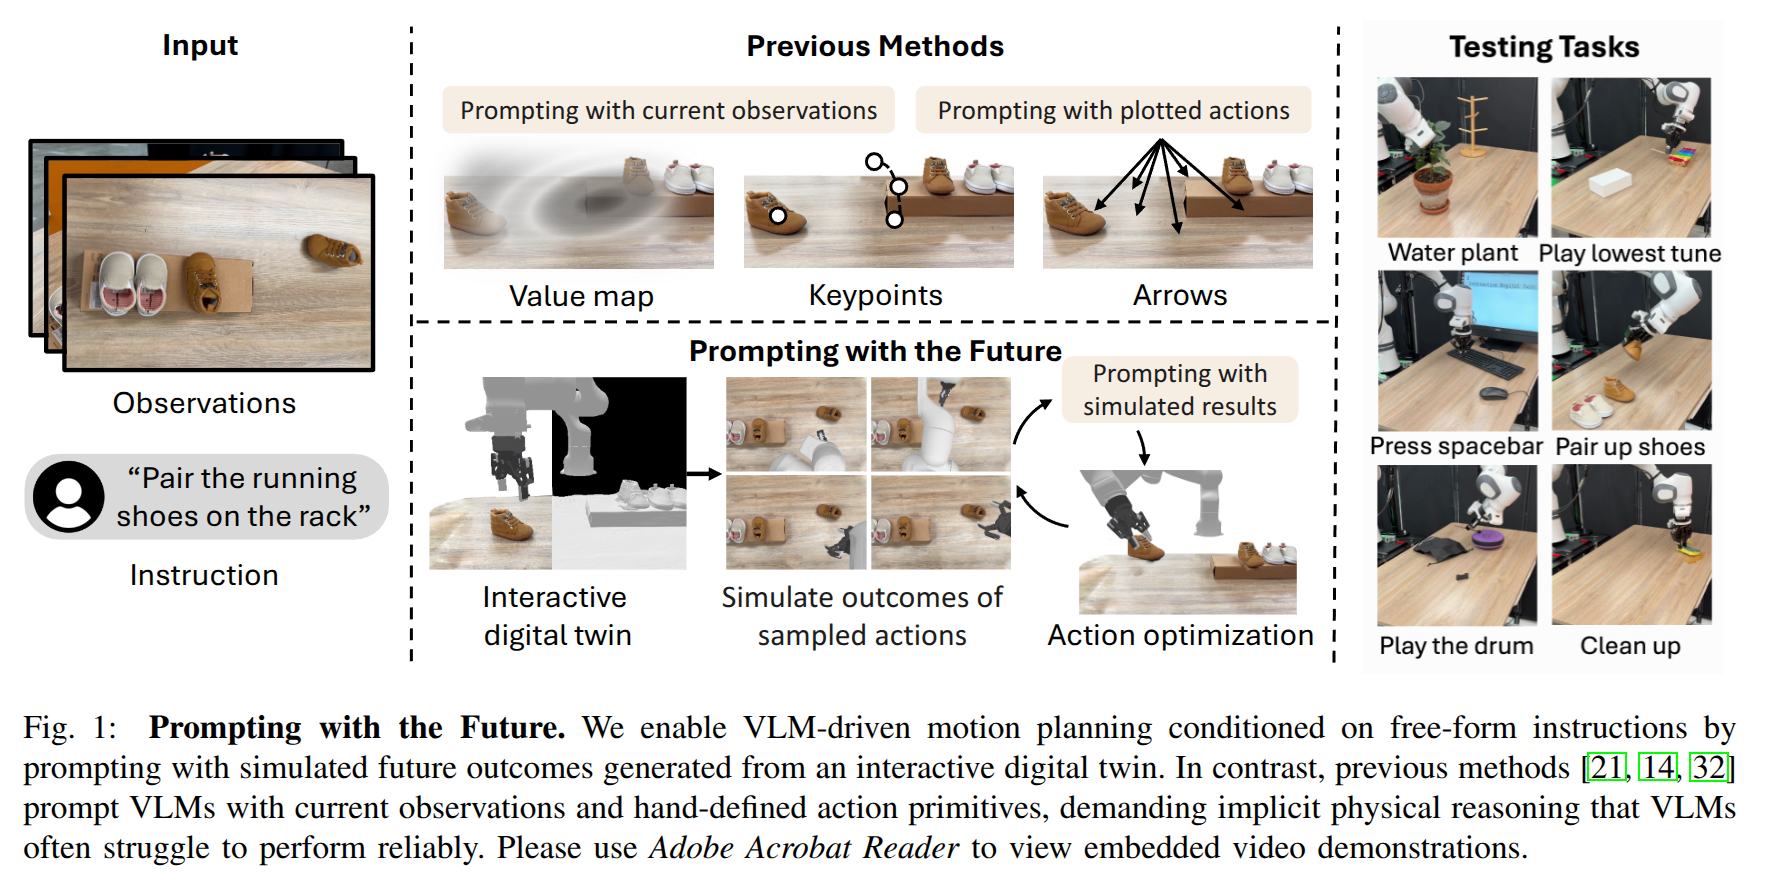 Input
Observations
“Pair the running
shoes on the rack”
Instruction
Previous Methods
Prompting with current observations
Prompting with plotted actions
Value map
Keypoints
Arrows
Prompting with the Future
Prompting with
simulated results
Interactive
digital twin
Simulate outcomes of
sampled actions
Action optimization
Testing Tasks
Water plant
Play lowest tune
Press spacebar
Pair up shoes
Play the drum
Clean up
Fig. 1: Prompting with the Future. We enable VLM-driven motion planning conditioned on free-form instructions by
prompting with simulated future outcomes generated from an interactive digital twin. In contrast, previous methods [21, 14, 32]
prompt VLMs with current observations and hand-defined action primitives, demanding implicit physical reasoning that VLMs
often struggle to perform reliably. Please use Adobe Acrobat Reader to view embedded video demonstrations.